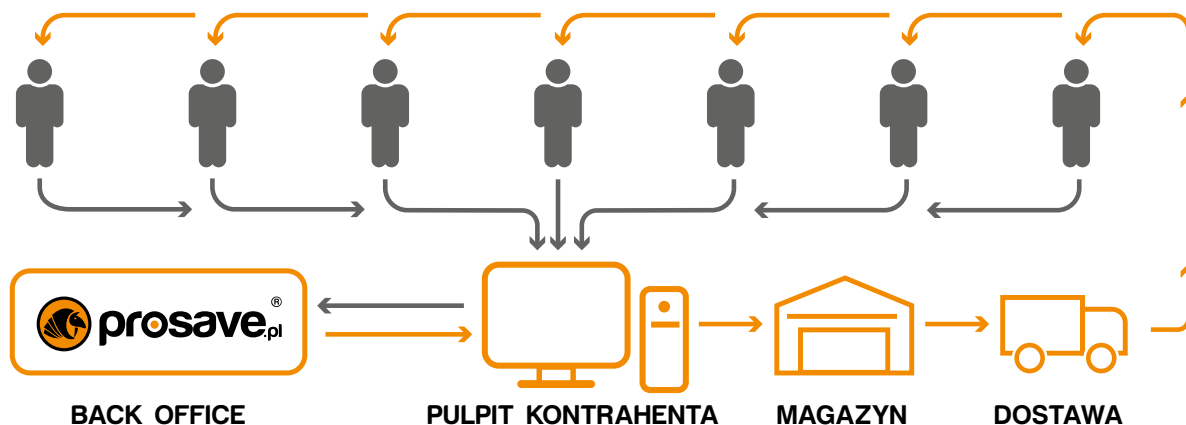 prosave.pl®
BACK OFFICE
PULPIT KONTRAHENTA
MAGAZYN
DOSTAWA